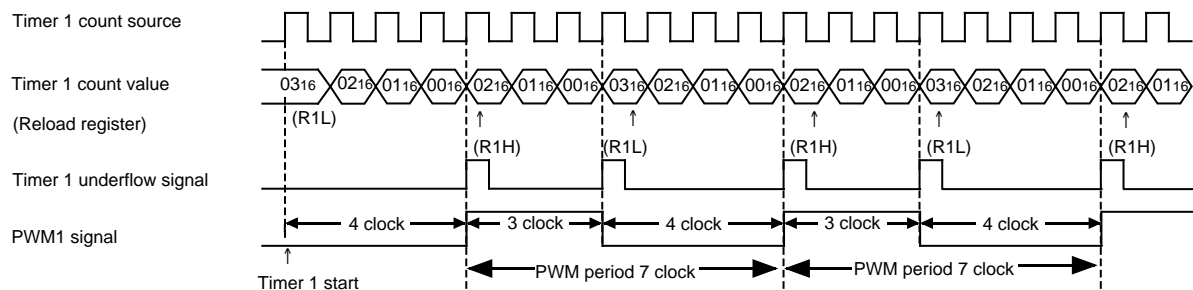 Timer 1 count source
Timer 1 count value
0316 0216 0116 0016 0216 0116 0016 0316 0216 0116 0016 0216 0116 0016 0316 0216 0116 0016 0216 0116
(Reload register)
(R1L) (R1H) (R1L) (R1H) (R1L) (R1H)
Timer 1 underflow signal
4 clock 3 clock 4 clock 3 clock 4 clock
PWM1 signal
PWM period 7 clock PWM period 7 clock
Timer 1 start